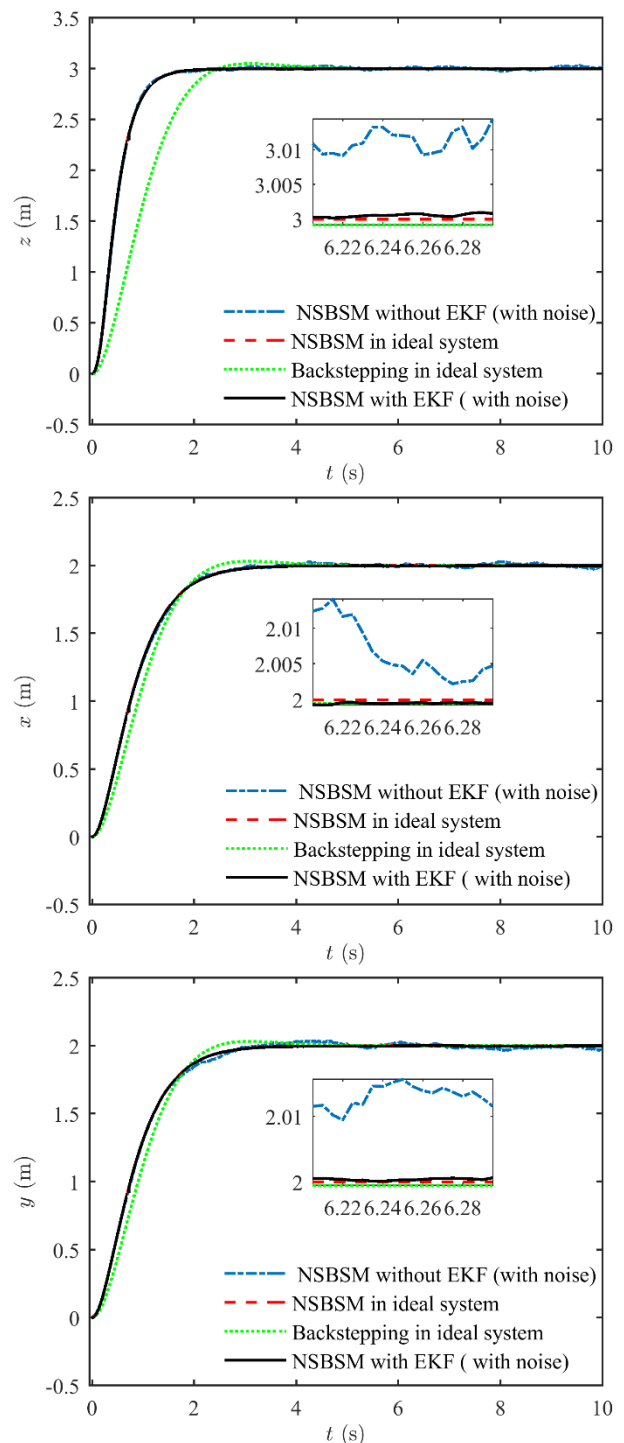 3.5
3
2.5
2
1.5
1
0.5
0
-0.5
z (m)
3.01
3.005
3
6.22 6.24 6.26 6.28
NSBSM without EKF (with noise)
NSBSM in ideal system
Backstepping in ideal system
NSBSM with EKF ( with noise)
0 2 4 6 8 10
t (s)
2.5
2
1.5
1
0.5
0
-0.5
x (m)
2.01
2.005
2
6.22 6.24 6.26 6.28
NSBSM without EKF (with noise)
NSBSM in ideal system
Backstepping in ideal system
NSBSM with EKF ( with noise)
0 2 4 6 8 10
t (s)
2.5
2
1.5
1
0.5
0
-0.5
y (m)
2.01
2
6.22 6.24 6.26 6.28
NSBSM without EKF (with noise)
NSBSM in ideal system
Backstepping in ideal system
NSBSM with EKF ( with noise)
0 2 4 6 8 10
t (s)